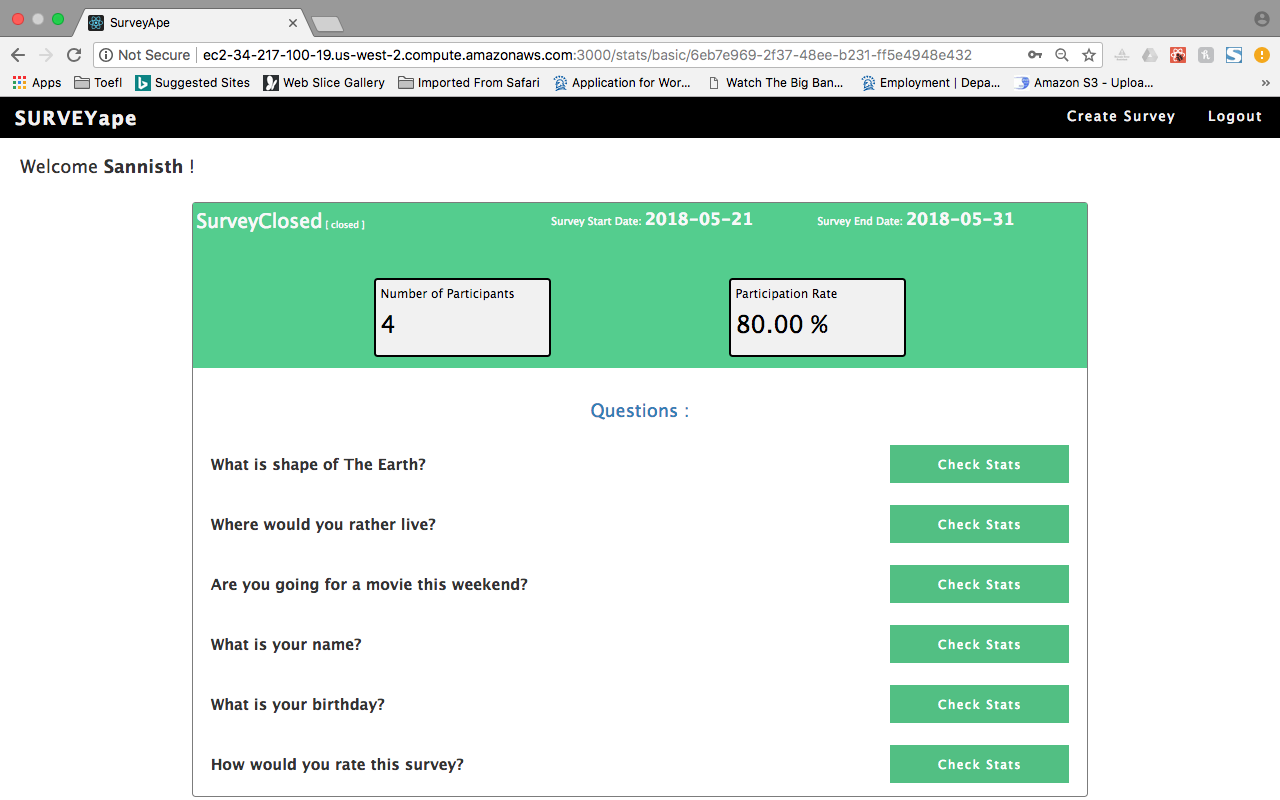 SurveyApe
Not Secure | ec2-34-217-100-19.us-west-2.compute.amazonaws.com:3000/stats/basic/6eb7e969-2f37-48ee-b231-ff5e4948e432
Apps Toefl Suggested Sites Web Slice Gallery Imported From Safari Application for Wor... Watch The Big Ban... Employment | Depa... Amazon S3 - Uploa... »
SURVEYape Create Survey Logout
Welcome Sannisth !
SurveyClosed [ closed ] Survey Start Date: 2018-05-21 Survey End Date: 2018-05-31
Number of Participants Participation Rate
4 80.00 %
Questions :
What is shape of The Earth? Check Stats
Where would you rather live? Check Stats
Are you going for a movie this weekend? Check Stats
What is your name? Check Stats
What is your birthday? Check Stats
How would you rate this survey? Check Stats